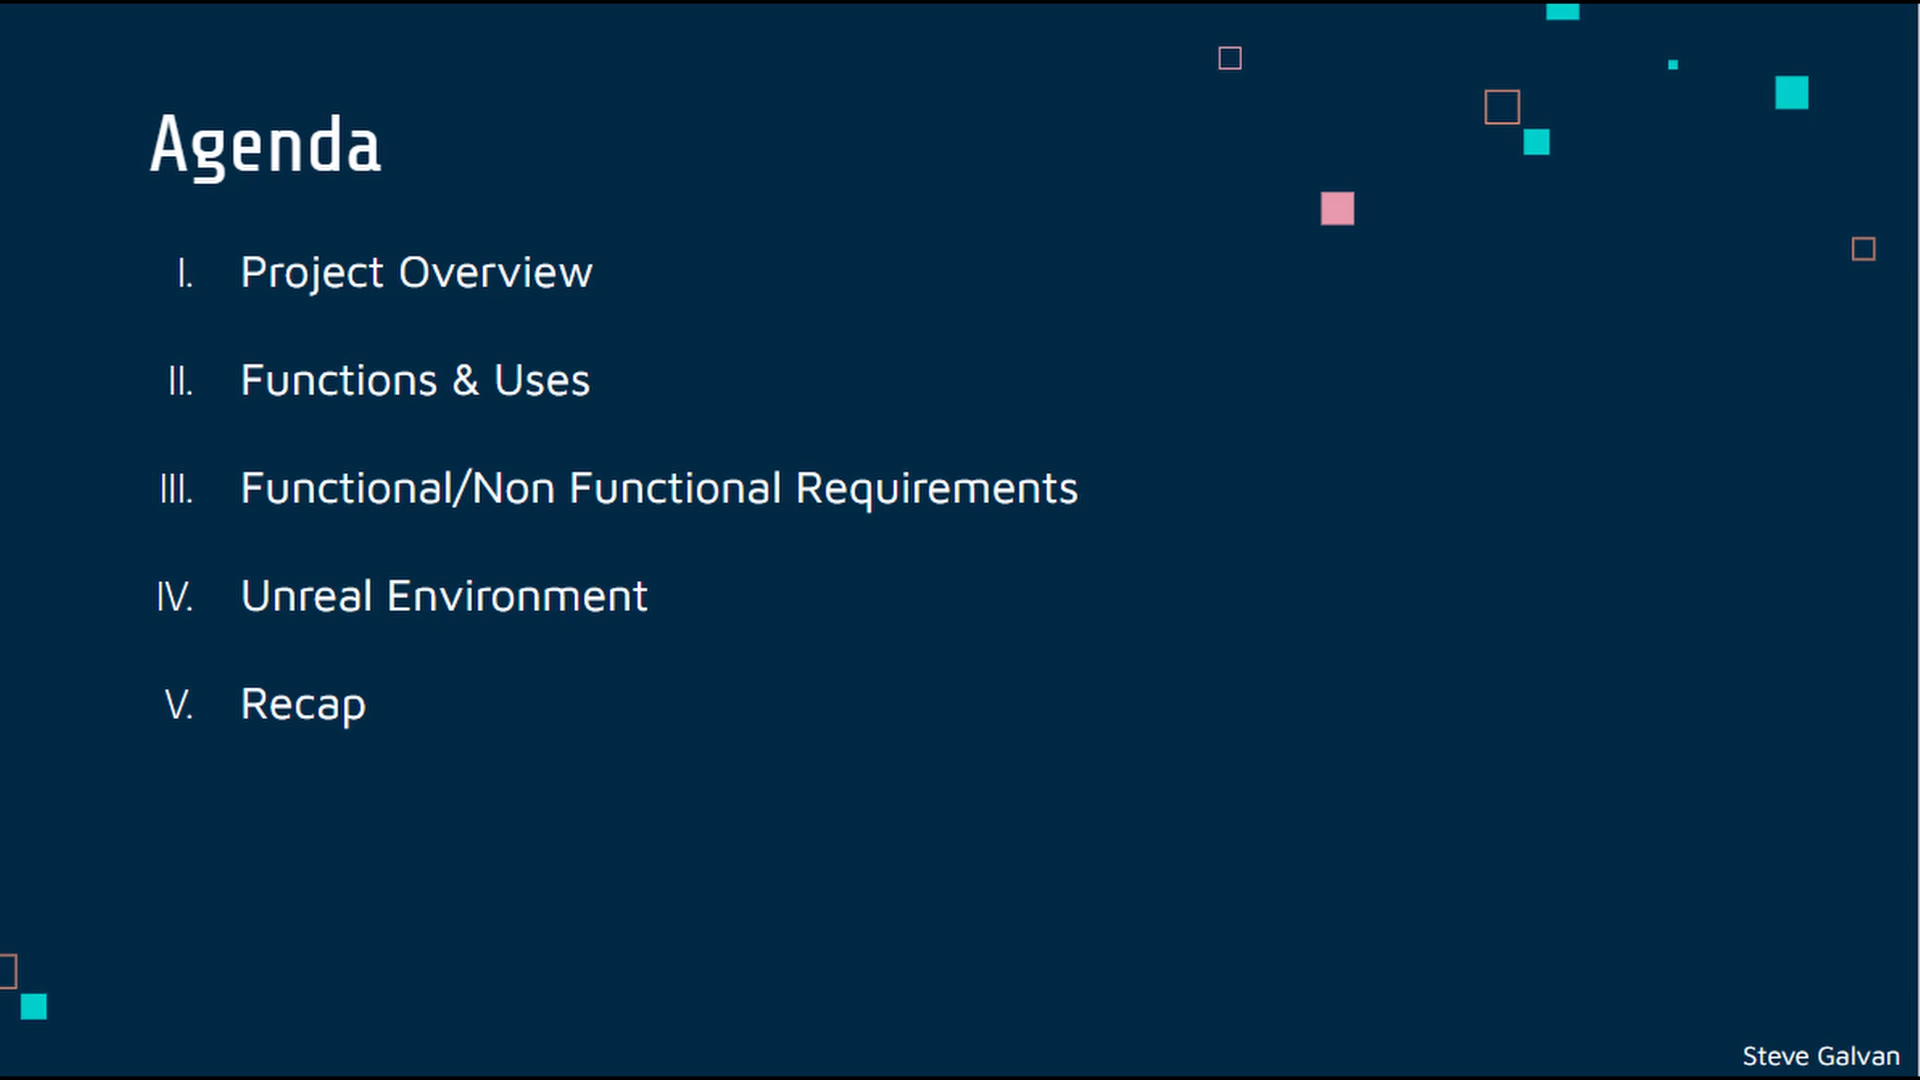 Agenda
I. Project Overview
II. Functions & Uses
III. Functional/Non Functional Requirements
IV. Unreal Environment
V. Recap
Steve Galvan